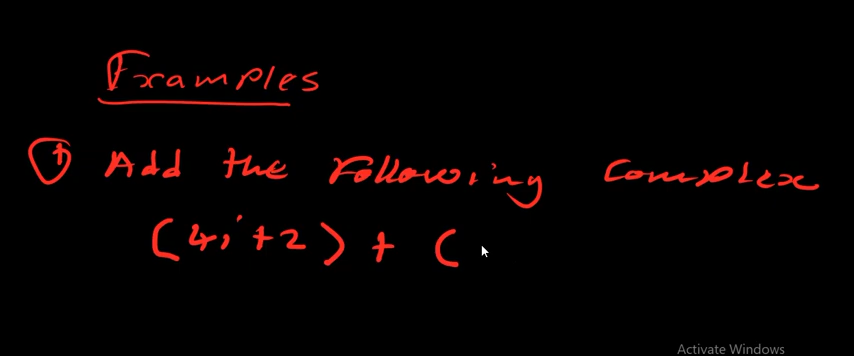 Examples
① Add the following complex
(4i+2) + (
Activate Windows